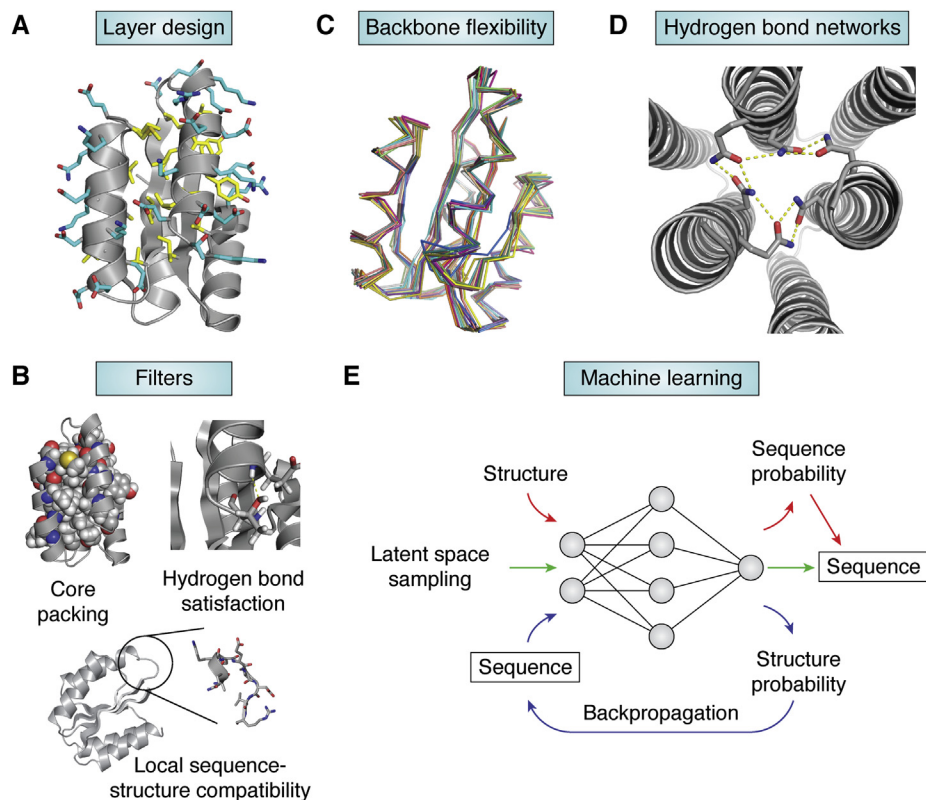 A
Layer design
C
Backbone flexibility
D
Hydrogen bond networks
B
Filters
Core
packing
Hydrogen bond
satisfaction
Local sequence-
structure compatibility
E
Machine learning
Structure
Latent space
sampling
Sequence
Sequence
probability
Sequence
Structure
probability
Backpropagation